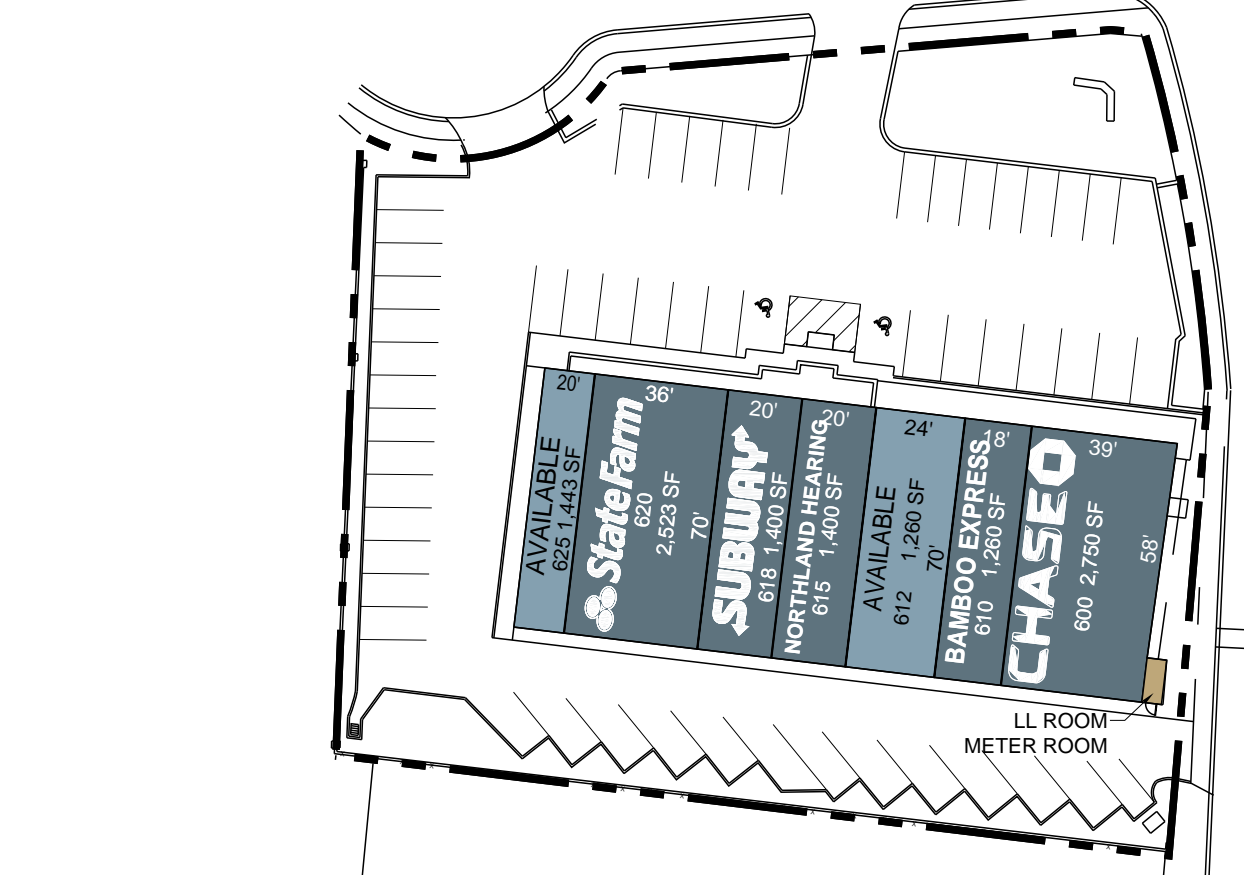 20'
AVAILABLE
625 1,443 SF
36'
StateFarm
620
2,523 SF
70'
20'
SUBWAY
618 1,400 SF
20'
NORTHLAND HEARING
615 1,400 SF
24'
AVAILABLE
612 1,260 SF
70'
18'
BAMBOO EXPRESS
610 1,260 SF
39'
CHASE
600 2,750 SF
58'
LL ROOM
METER ROOM